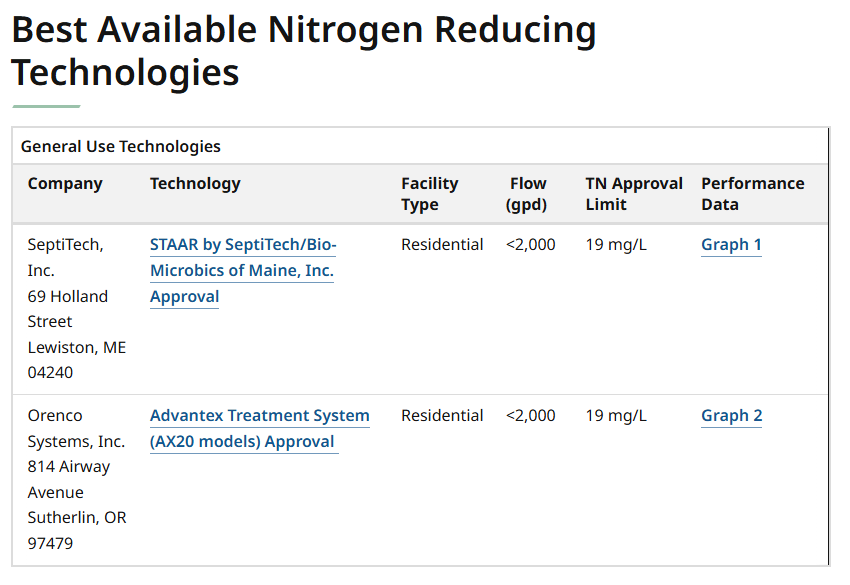 Best Available Nitrogen Reducing
Technologies
General Use Technologies
Company Technology Facility Type Flow (gpd) TN Approval Limit Performance Data
SeptiTech,
Inc.
69 Holland
Street
Lewiston, ME
04240
STAAR by SeptiTech/Bio-
Microbics of Maine, Inc.
Approval
Residential
<2,000
19 mg/L
Graph 1
Orenco
Systems, Inc.
814 Airway
Avenue
Sutherlin, OR
97479
Advantex Treatment System
(AX20 models) Approval
Residential
<2,000
19 mg/L
Graph 2